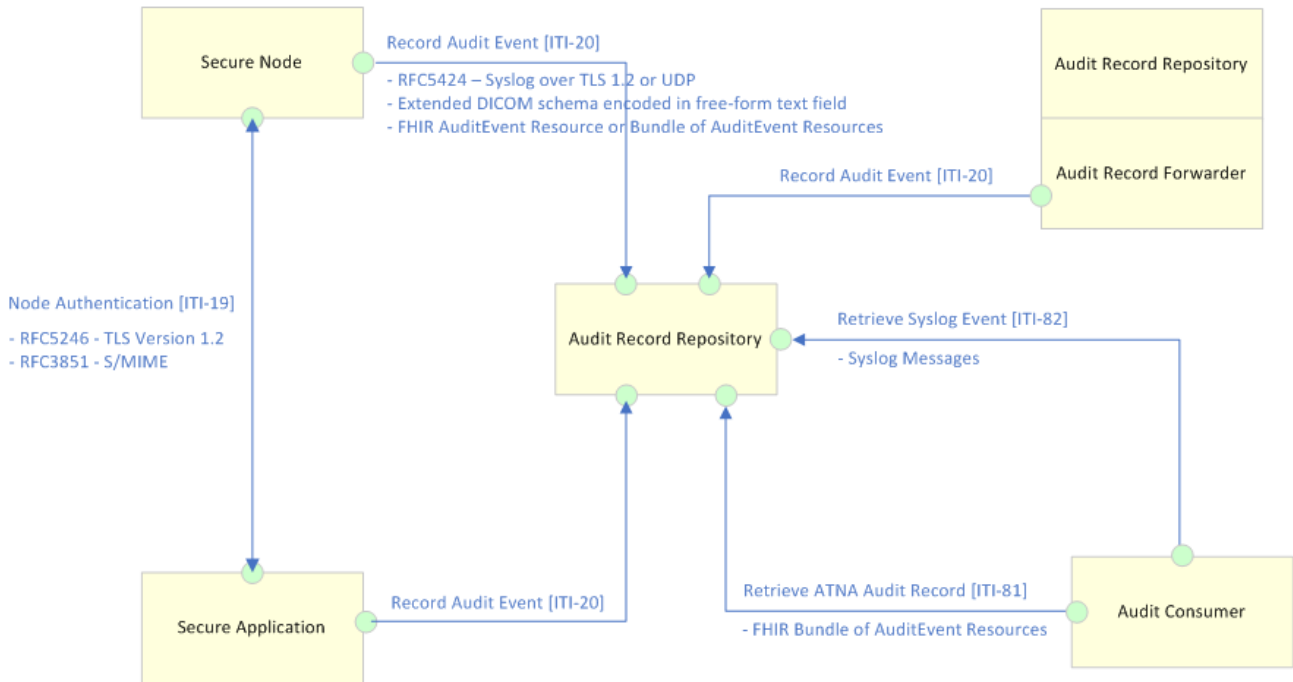 Secure Node
Record Audit Event [ITI-20]
- RFC5424 – Syslog over TLS 1.2 or UDP
- Extended DICOM schema encoded in free-form text field
- FHIR AuditEvent Resource or Bundle of AuditEvent Resources
Audit Record Repository
Audit Record Forwarder
Record Audit Event [ITI-20]
Node Authentication [ITI-19]
- RFC5246 - TLS Version 1.2
- RFC3851 - S/MIME
Audit Record Repository
Retrieve Syslog Event [ITI-82]
- Syslog Messages
Secure Application
Record Audit Event [ITI-20]
Retrieve ATNA Audit Record [ITI-81]
- FHIR Bundle of AuditEvent Resources
Audit Consumer